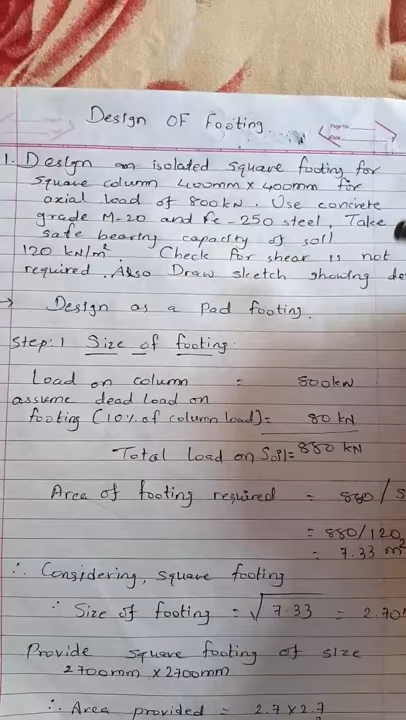 Design OF Footing
Page No.
Date
1. Design an isolated square footing for
square column 400mm x 400mm for
axial load of 800kN. Use concrete
grade M-20 and Fe-250 steel. Take
safe bearing capacity of soil
120 kN/m². Check for shear is not
required. Also Draw sketch showing de
→ Design as a Pad footing.
Step:1 Size of footing
Load on column = 800kN
assume dead load on
footing (10% of column load)= 80 kN
Total load on Soil= 880 kN
Area of footing required = 880/S
= 880/120
= 7.33 m²
∴ Considering, square footing
∴ Size of footing = √7.33 = 2.70
Provide square footing of size
2700mm x 2700mm
∴ Area provided = 2.7 x 2.7